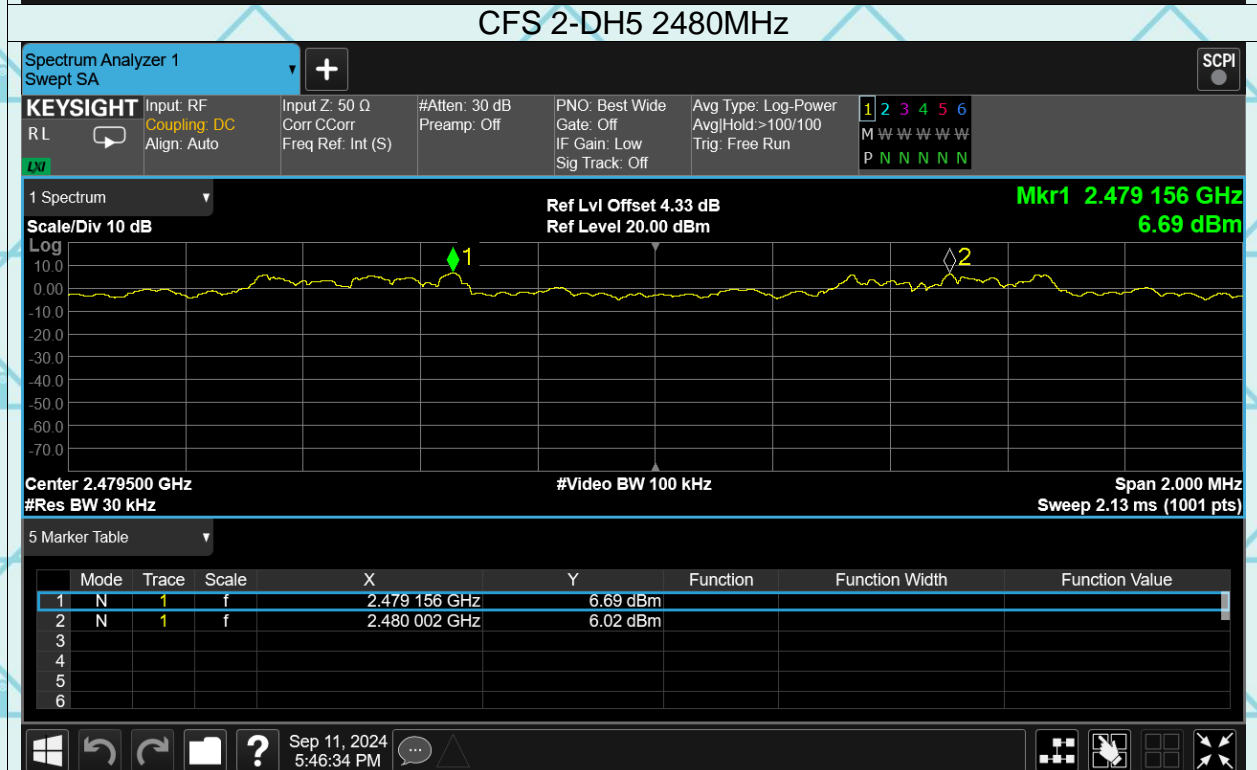 CFS 2-DH5 2480MHz
Spectrum Analyzer 1
Swept SA
+
SCPI
KEYSIGHT
RL
LXI
Input: RF
Coupling: DC
Align: Auto
Input Z: 50 Ω
Corr CCorr
Freq Ref: Int (S)
#Atten: 30 dB
Preamp: Off
PNO: Best Wide
Gate: Off
IF Gain: Low
Sig Track: Off
Avg Type: Log-Power
Avg|Hold:>100/100
Trig: Free Run
1 2 3 4 5 6
M W W W W W
P N N N N N
1 Spectrum
Scale/Div 10 dB
Ref Lvl Offset 4.33 dB
Ref Level 20.00 dBm
Mkr1 2.479 156 GHz
6.69 dBm
Log
10.0
0.00
-10.0
-20.0
-30.0
-40.0
-50.0
-60.0
-70.0
1
2
Center 2.479500 GHz
#Res BW 30 kHz
#Video BW 100 kHz
Span 2.000 MHz
Sweep 2.13 ms (1001 pts)
5 Marker Table
Mode Trace Scale X Y Function Function Width Function Value
1 N 1 f 2.479 156 GHz 6.69 dBm
2 N 1 f 2.480 002 GHz 6.02 dBm
3
4
5
6
?
Sep 11, 2024
5:46:34 PM